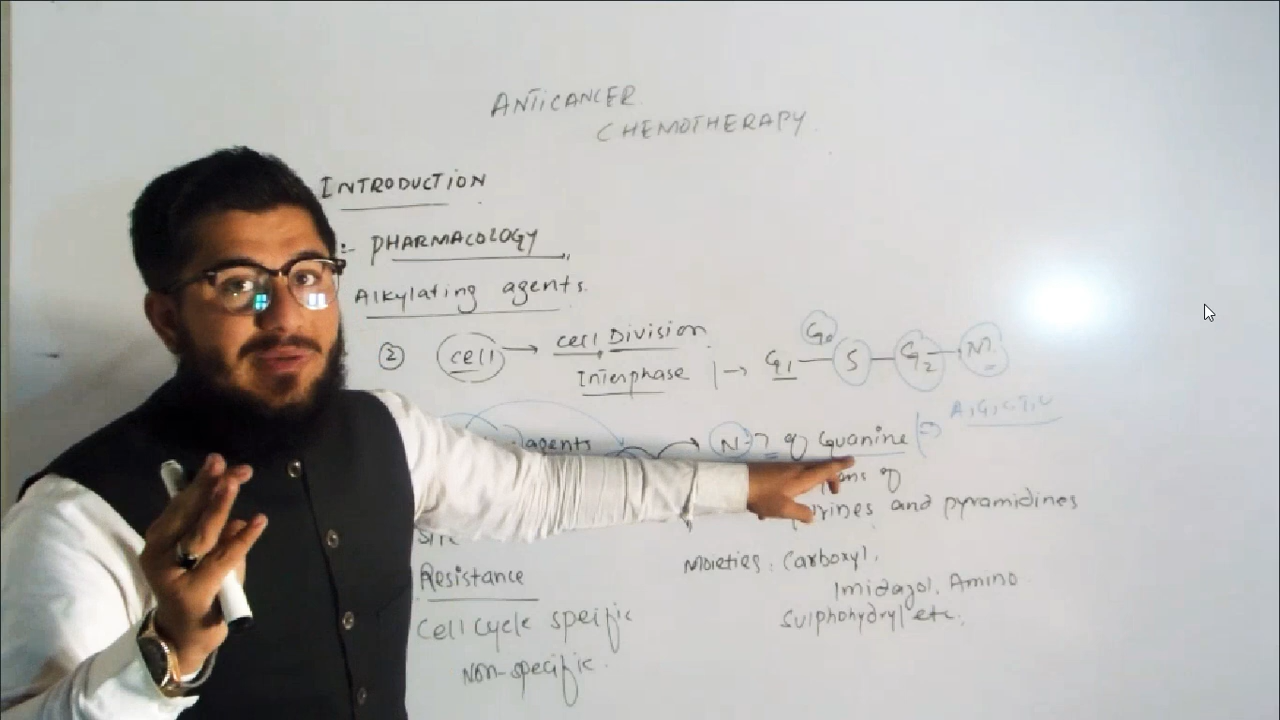 ANTICANCER
CHEMOTHERAPY
INTRODUCTION
:- PHARMACOLOGY
Alkylating agents.
② cell → cell Division
Interphase |→ G1 — S — G2 → M
G0
A, G, C, T, U
agents → N-7 of Guanine
of
and pyramidines
Moieties: Carboxyl,
Imidazol, Amino
Sulphohydryl etc.
Resistance
Cell cycle speific
Non-specific.